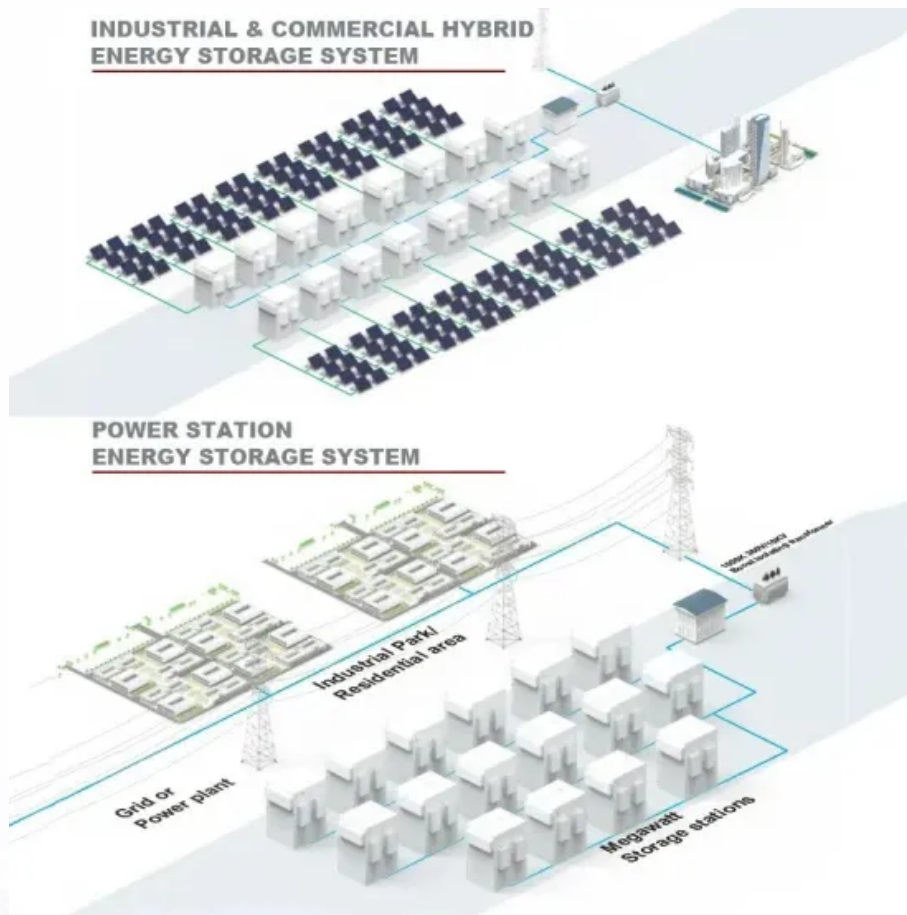 INDUSTRIAL & COMMERCIAL HYBRID
ENERGY STORAGE SYSTEM
POWER STATION
ENERGY STORAGE SYSTEM
Industrial Park/
Residential area
Grid or
Power plant
Megawatt
Storage stations